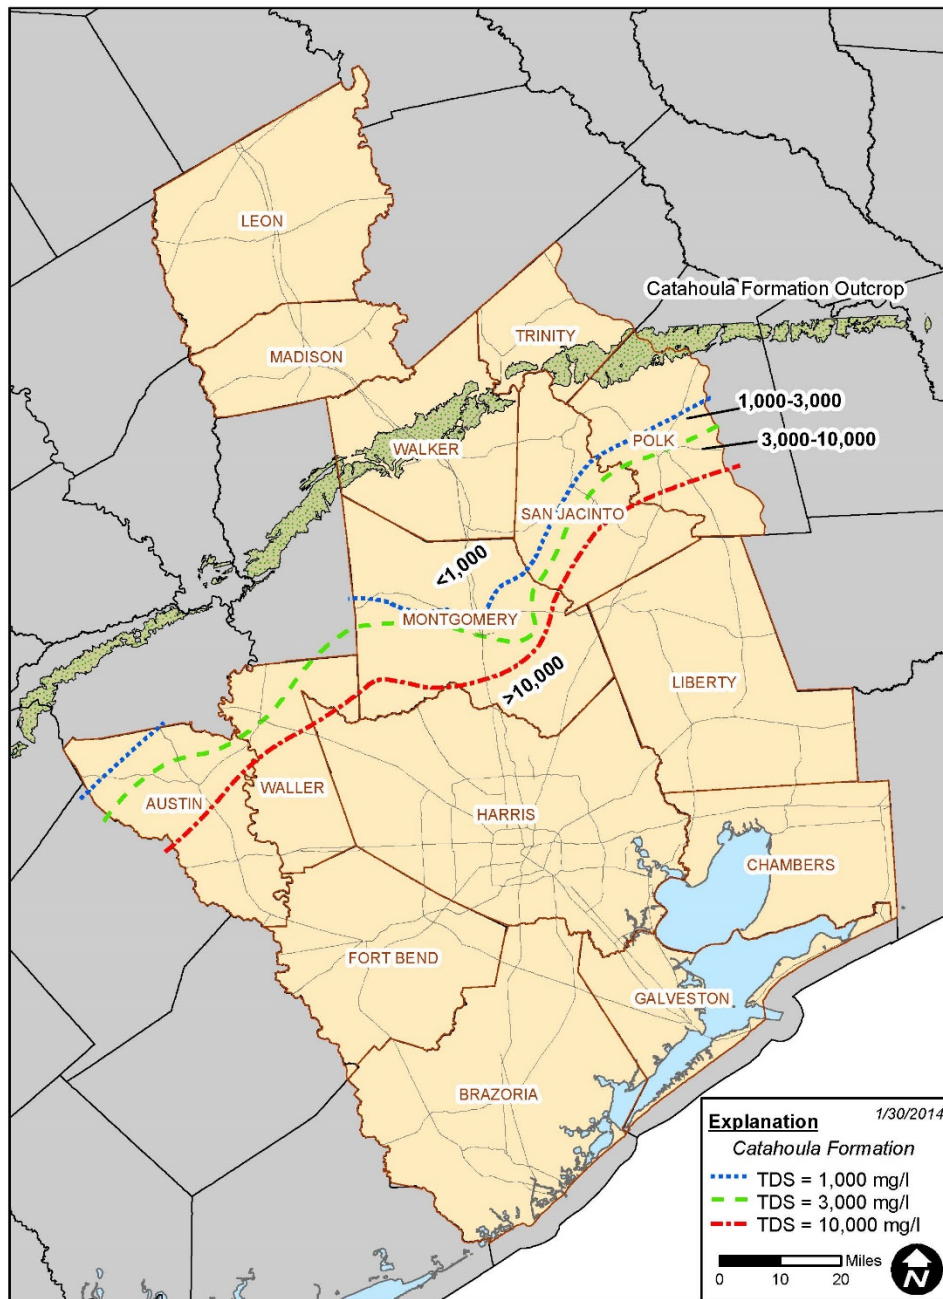 LEON
Catahoula Formation Outcrop
TRINITY
MADISON
1,000-3,000
POLK
3,000-10,000
WALKER
SAN JACINTO
<1,000
MONTGOMERY
>10,000
LIBERTY
WALLER
AUSTIN
HARRIS
CHAMBERS
FORT BEND
GALVESTON
BRAZORIA
Explanation 1/30/2014
Catahoula Formation
TDS = 1,000 mg/l
TDS = 3,000 mg/l
TDS = 10,000 mg/l
Miles
0 10 20
N